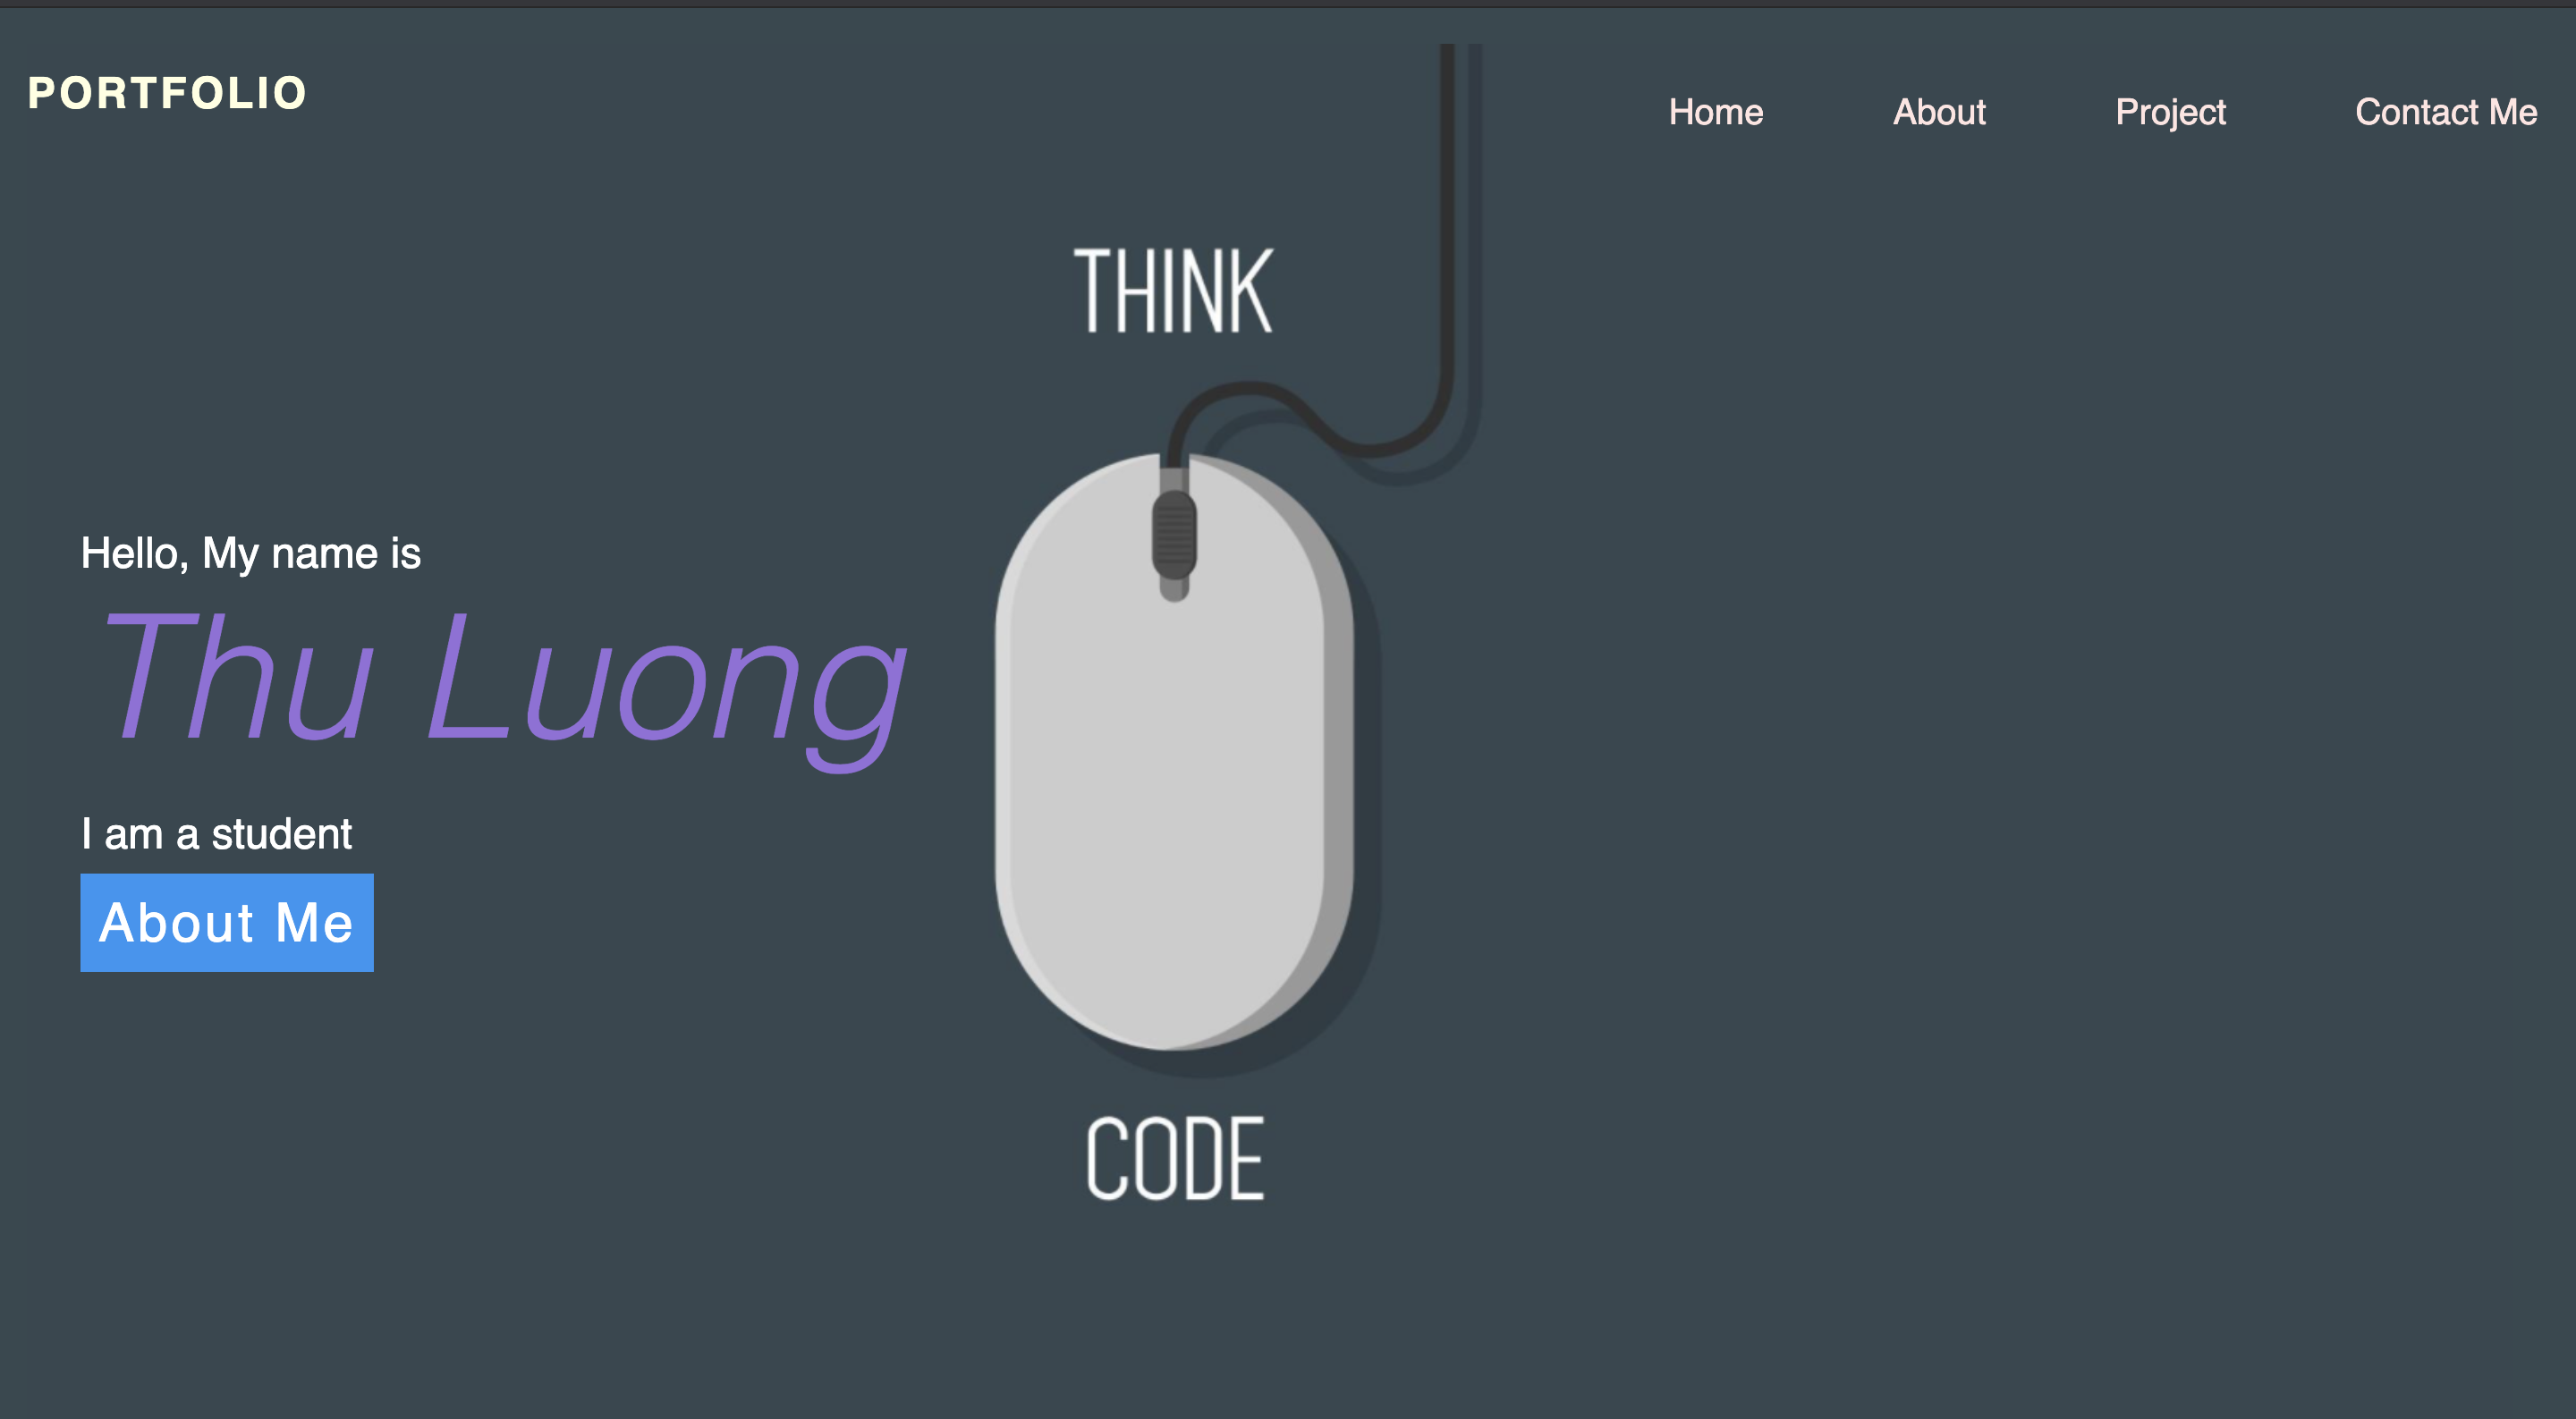 PORTFOLIO
Home About Project Contact Me
THINK
Hello, My name is
Thu Luong
I am a student
About Me
CODE